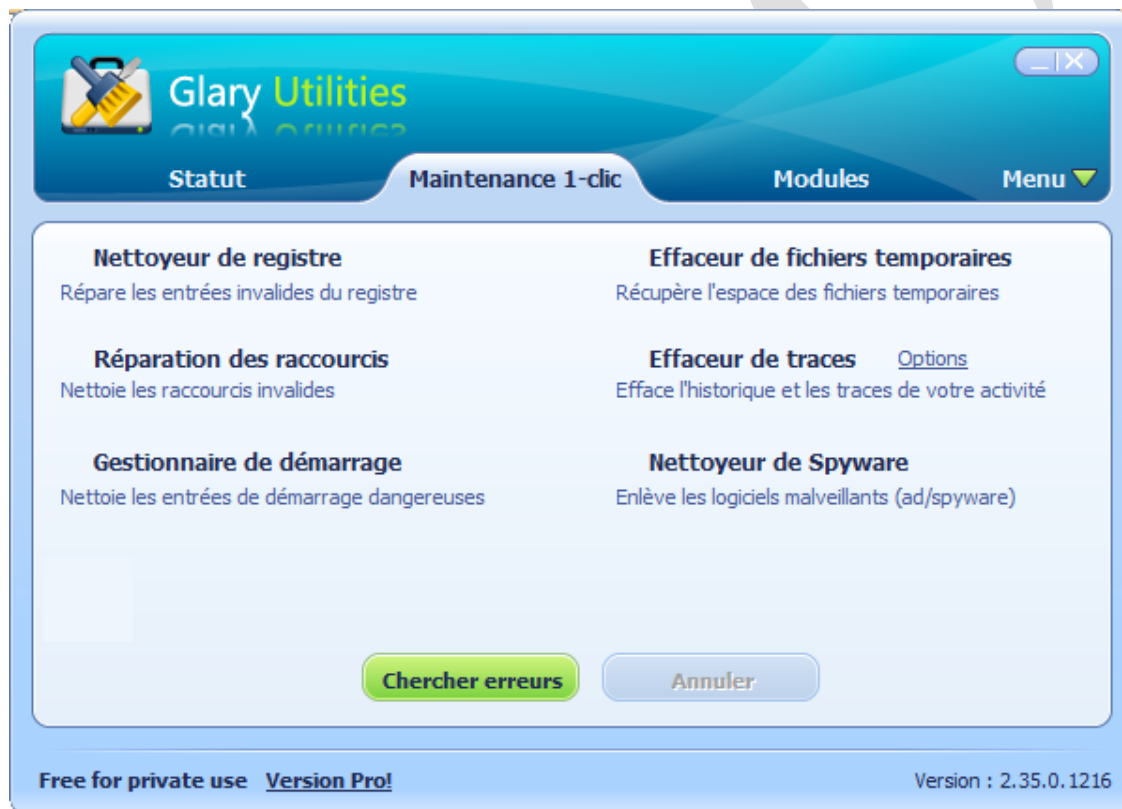 Glary Utilities
Statut
Maintenance 1-clic
Modules
Menu
Nettoyeur de registre
Répare les entrées invalides du registre
Effaceur de fichiers temporaires
Récupère l'espace des fichiers temporaires
Réparation des raccourcis
Nettoie les raccourcis invalides
Effaceur de traces Options
Efface l'historique et les traces de votre activité
Gestionnaire de démarrage
Nettoie les entrées de démarrage dangereuses
Nettoyeur de Spyware
Enlève les logiciels malveillants (ad/spyware)
Chercher erreurs
Annuler
Free for private use Version Pro!
Version : 2.35.0.1216